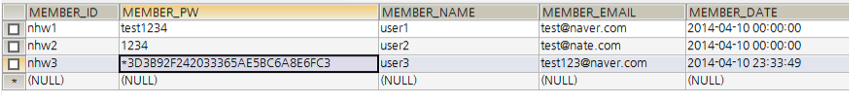 MEMBER_ID MEMBER_PW MEMBER_NAME MEMBER_EMAIL MEMBER_DATE
nhw1 test1234 user1 test@naver.com 2014-04-10 00:00:00
nhw2 1234 user2 test@nate.com 2014-04-10 00:00:00
nhw3 *3D3B92F242033365AE5BC6A8E6FC3 user3 test123@naver.com 2014-04-10 23:33:49
* (NULL) (NULL) (NULL) (NULL) (NULL)